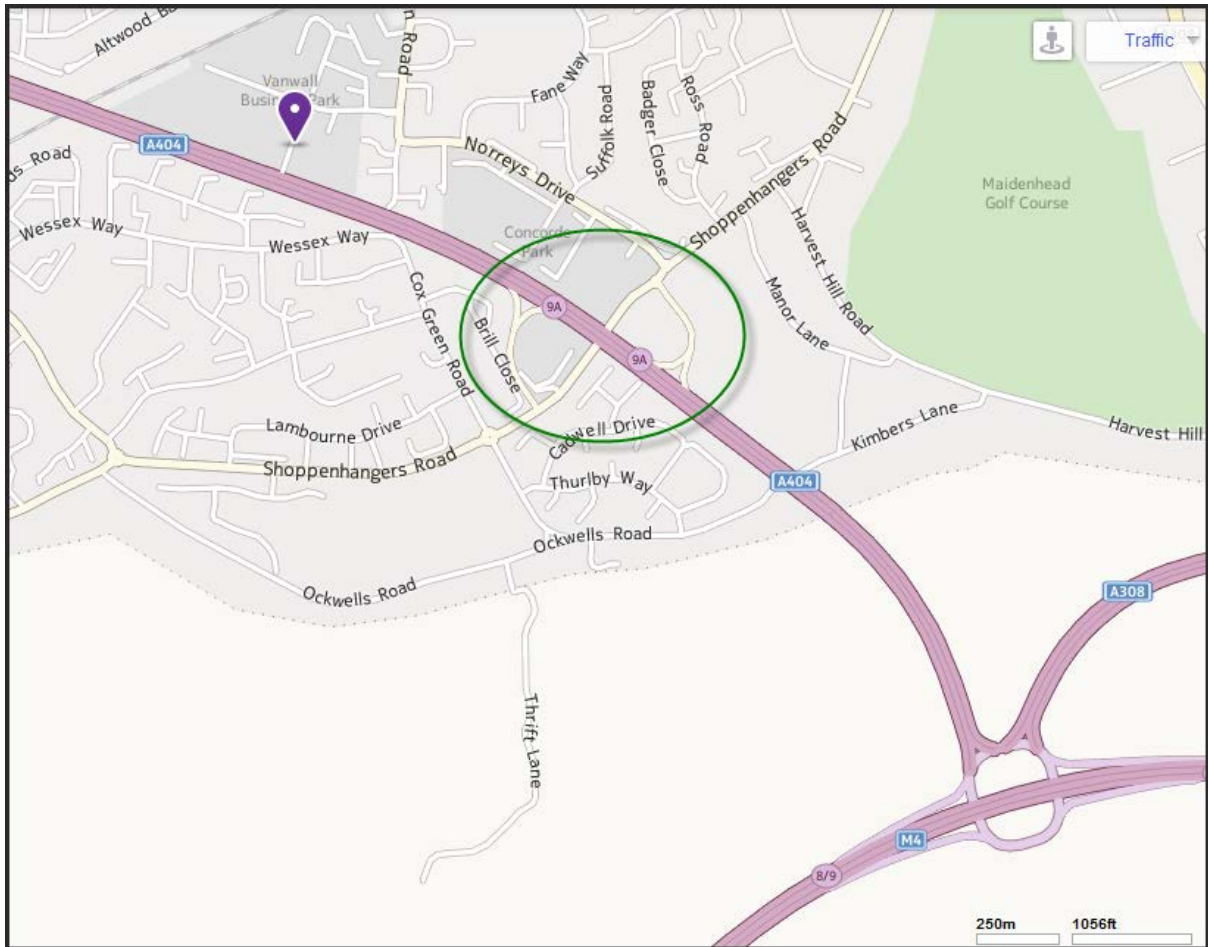 Altwood Ba
n Road
Traffic
Vanwall
Business Park
Fane Way
Suffolk Road
Badger Close
Ross Road
A404
Norreys Drive
Shoppenhangers Road
ds Road
Maidenhead
Golf Course
Wessex Way
Wessex Way
Concorde
Park
Harvest Hill Road
Manor Lane
Cox Green Road
Brill Close
9A
9A
Lambourne Drive
Cadwell Drive
Kimbers Lane
Harvest Hill
Shoppenhangers Road
Thurlby Way
A404
Ockwells Road
Ockwells Road
A308
Thrift Lane
M4
8/9
250m
1056ft